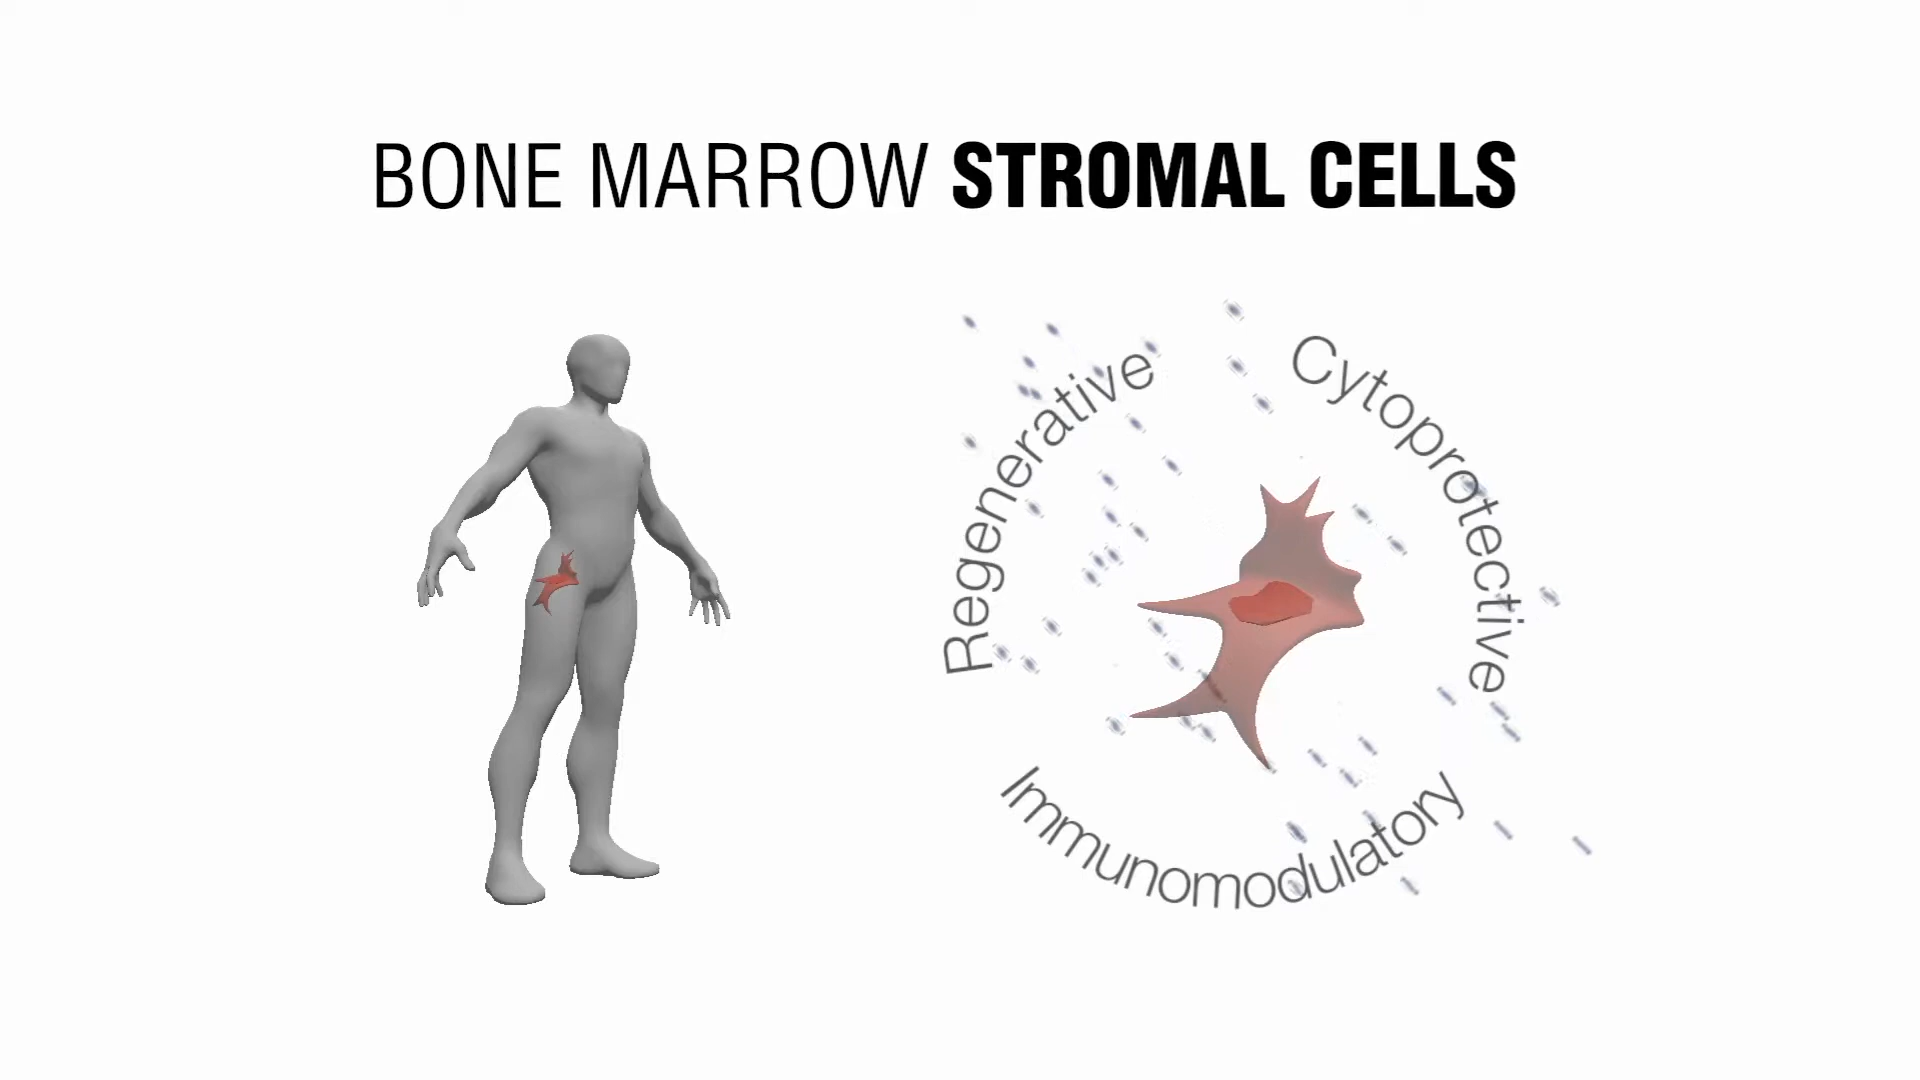 BONE MARROW STROMAL CELLS
Regenerative
Cytoprotective
Immunomodulatory